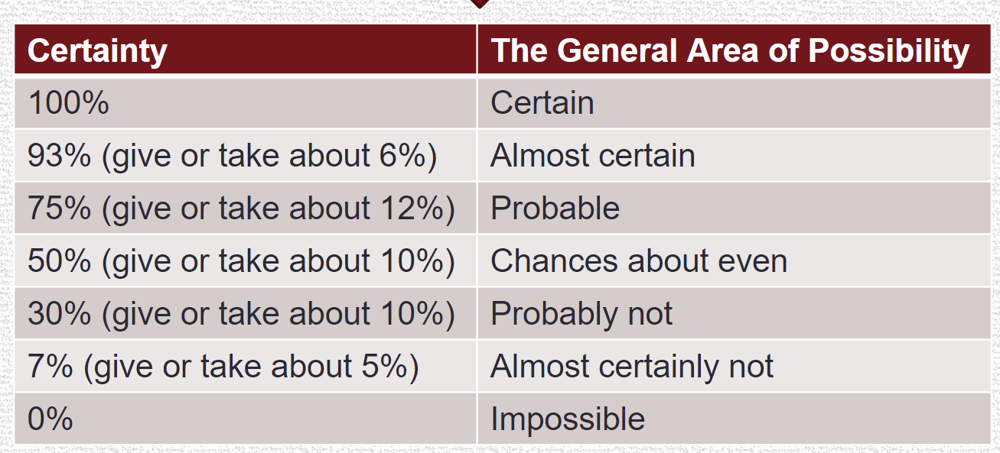 Certainty The General Area of Possibility
100% Certain
93% (give or take about 6%) Almost certain
75% (give or take about 12%) Probable
50% (give or take about 10%) Chances about even
30% (give or take about 10%) Probably not
7% (give or take about 5%) Almost certainly not
0% Impossible